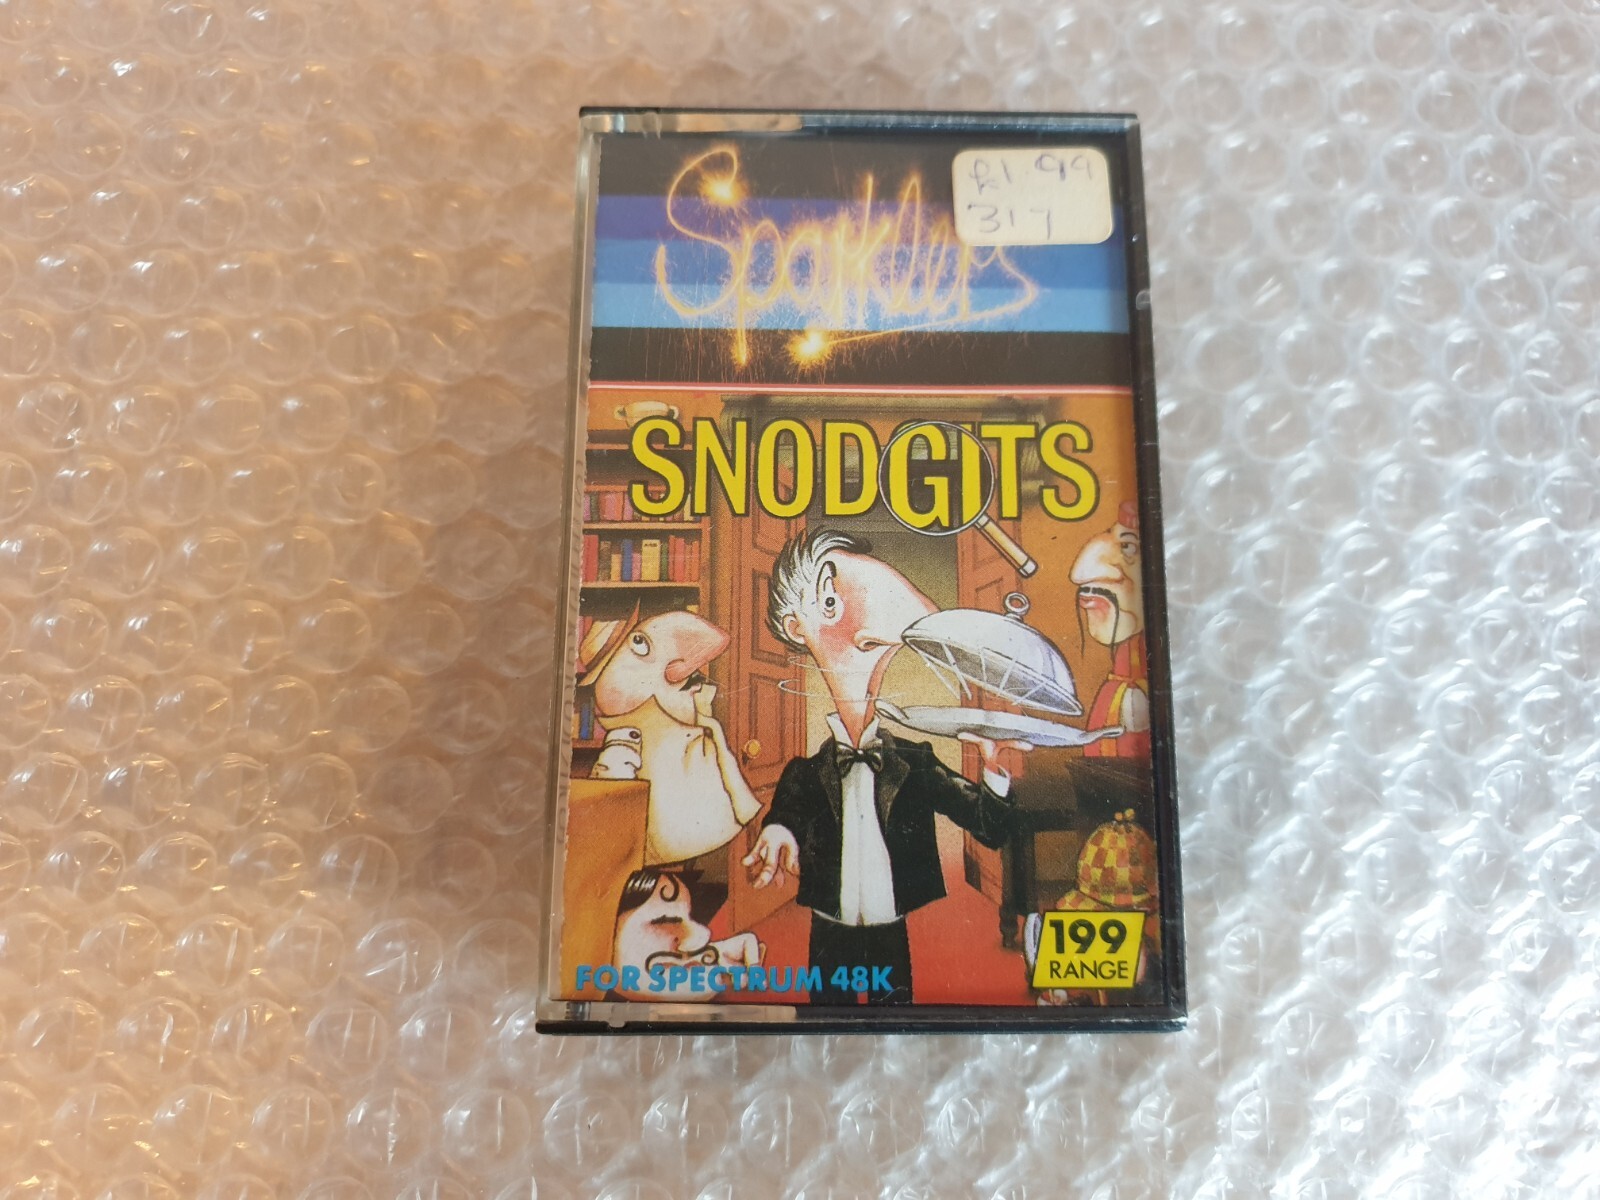 £1.99
317
Sparklers
SNODGITS
199
RANGE
FOR SPECTRUM 48K